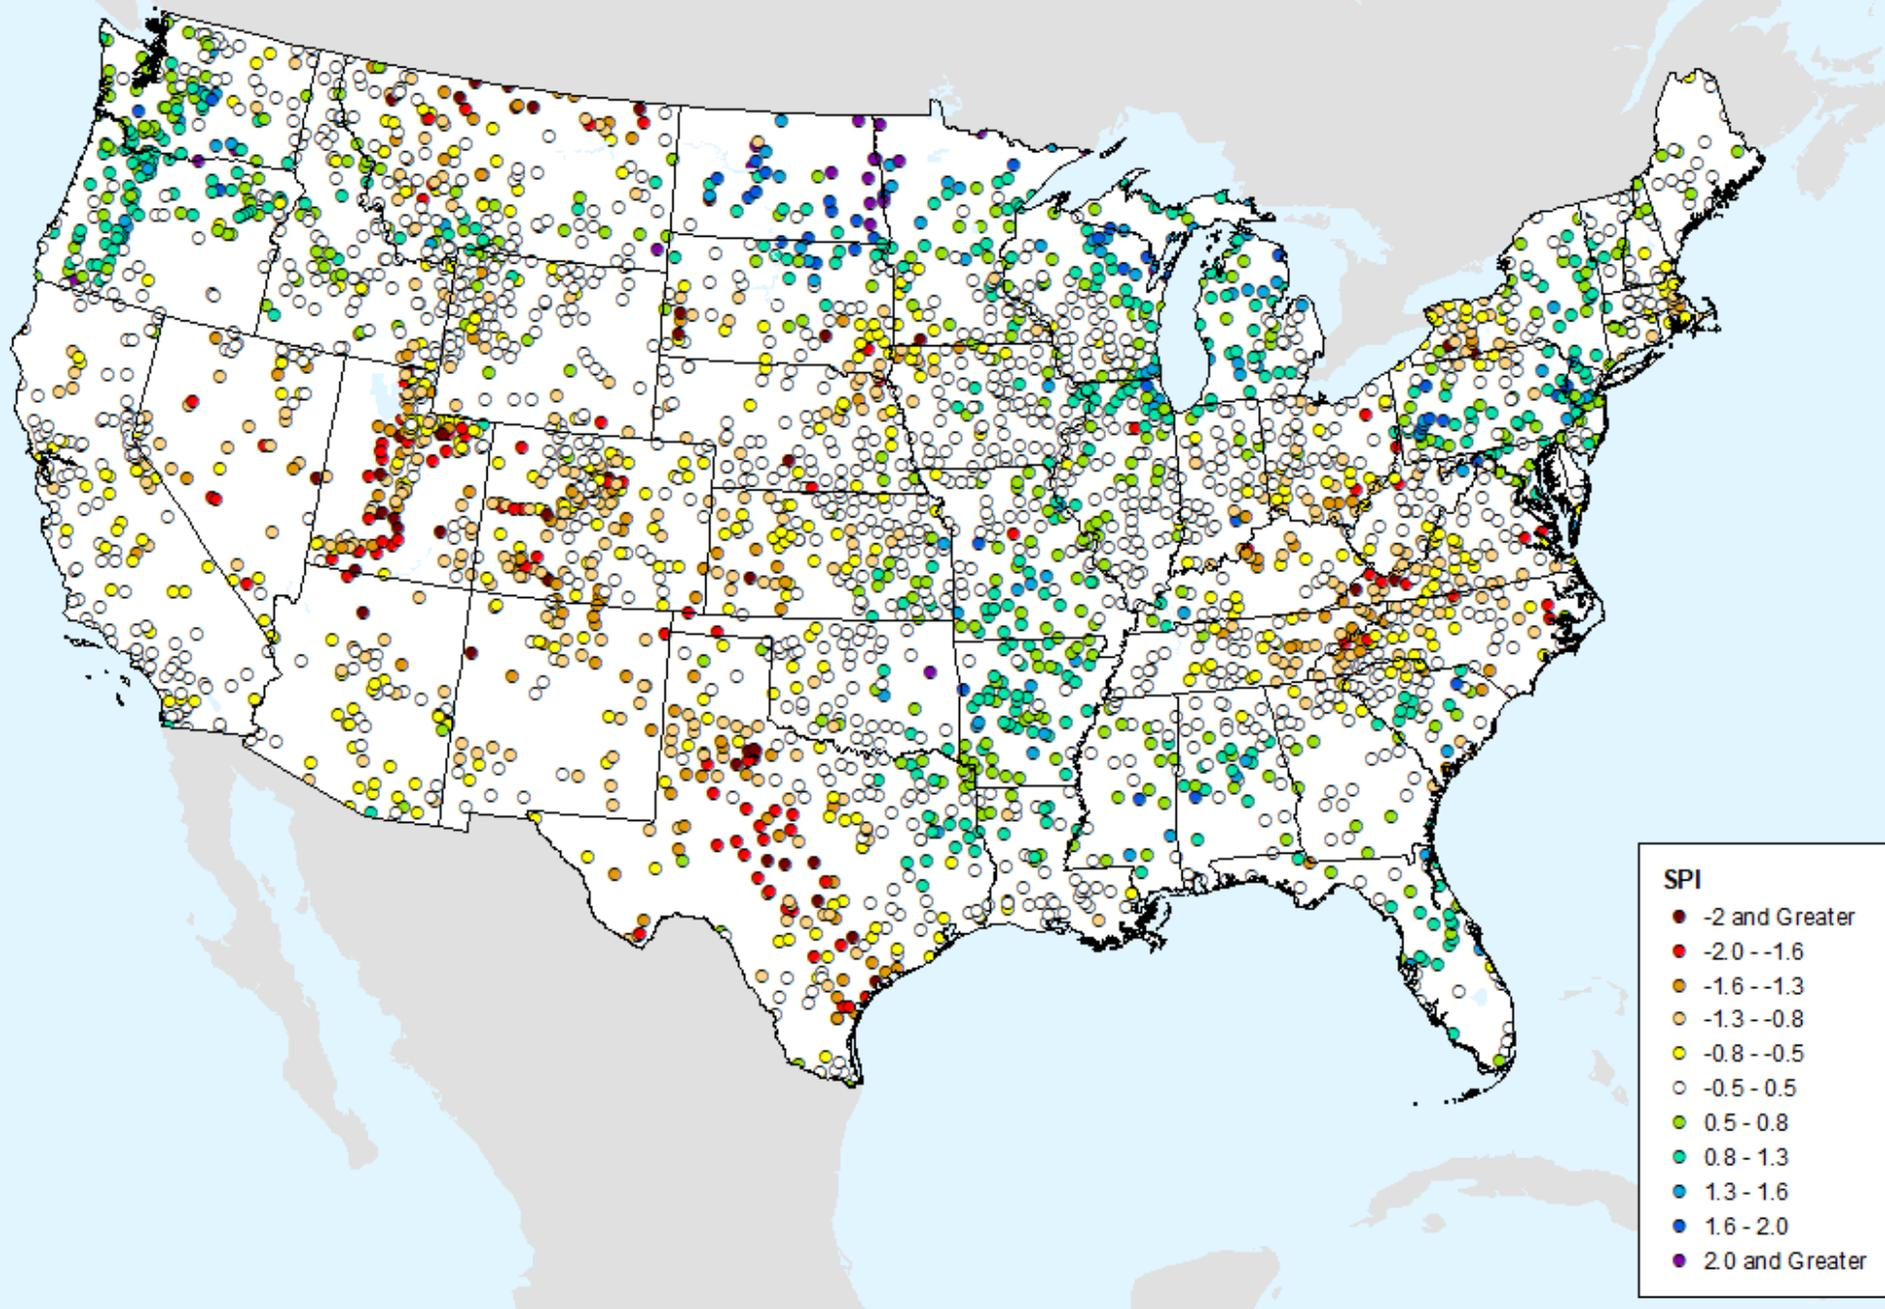 SPI
-2 and Greater
-2.0 - -1.6
-1.6 - -1.3
-1.3 - -0.8
-0.8 - -0.5
-0.5 - 0.5
0.5 - 0.8
0.8 - 1.3
1.3 - 1.6
1.6 - 2.0
2.0 and Greater